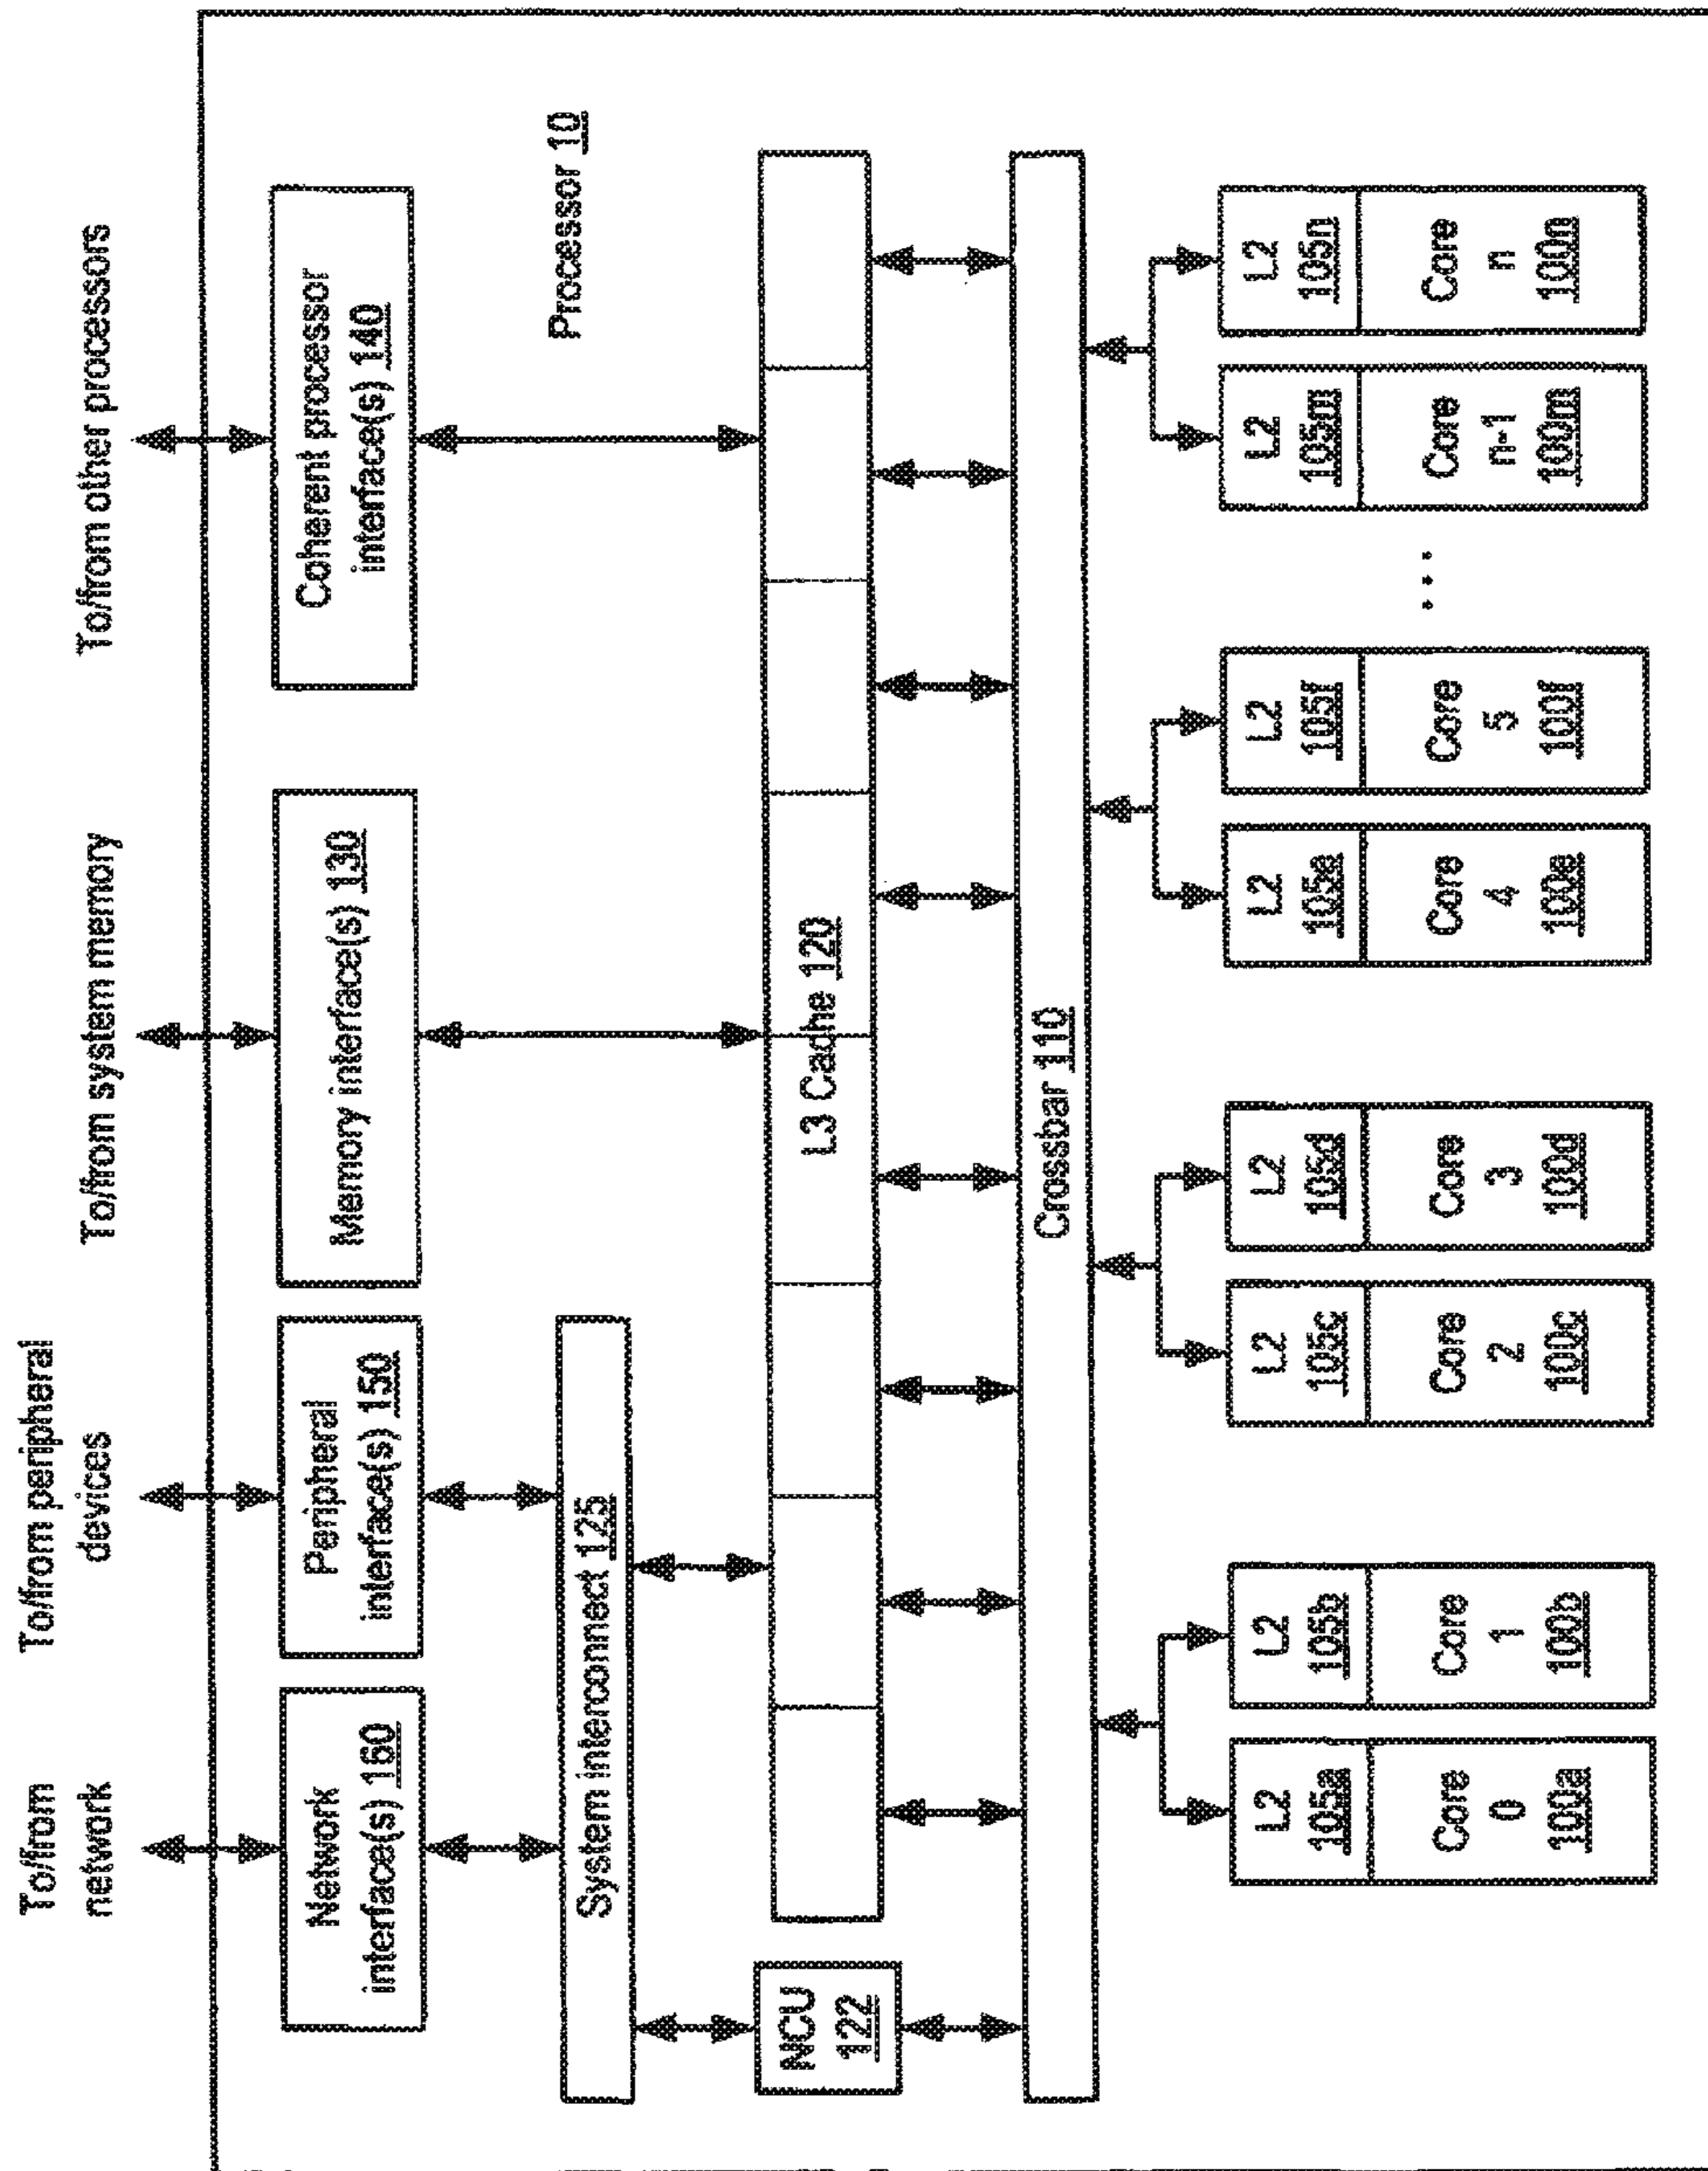 To/from
network
To/from peripheral
devices
To/from system memory
To/from other processors
Network
interface(s) 160
Peripheral
interface(s) 150
Memory interface(s) 130
Coherent processor
interface(s) 140
Processor 10
System interconnect 125
NCU
122
L3 Cache 120
Crossbar 110
L2
105a
Core
0
100a
L2
105b
Core
1
100b
L2
105c
Core
2
100c
L2
105d
Core
3
100d
L2
105e
Core
4
100e
L2
105f
Core
5
100f
...
L2
105m
Core
n-1
100m
L2
105n
Core
n
100n